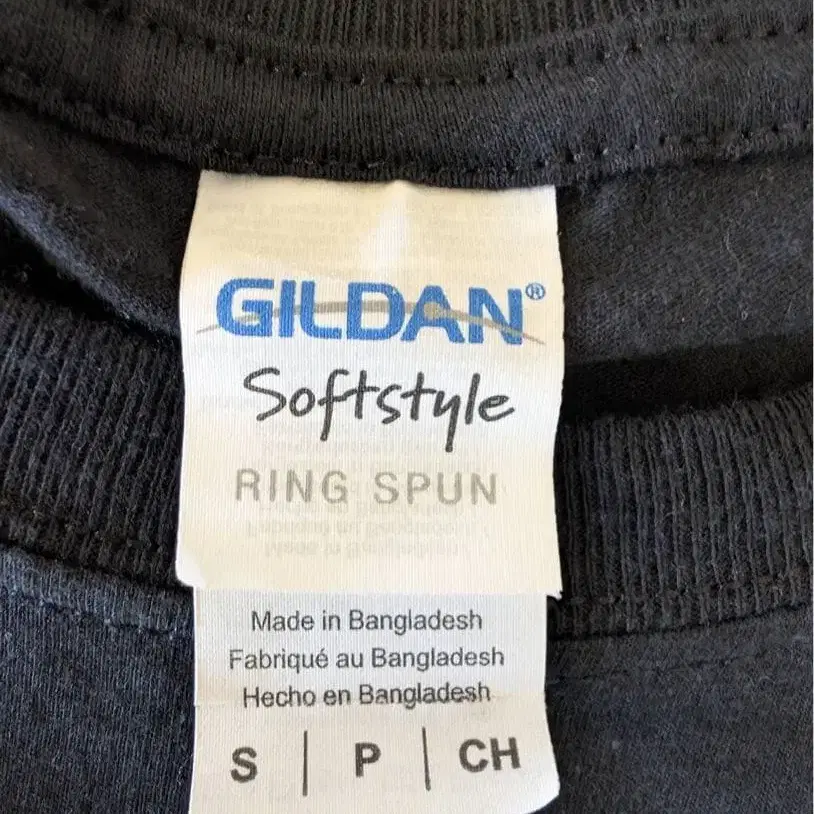 GILDAN®
Softstyle
RING SPUN
Made in Bangladesh
Fabriqué au Bangladesh
Hecho en Bangladesh
S | P | CH